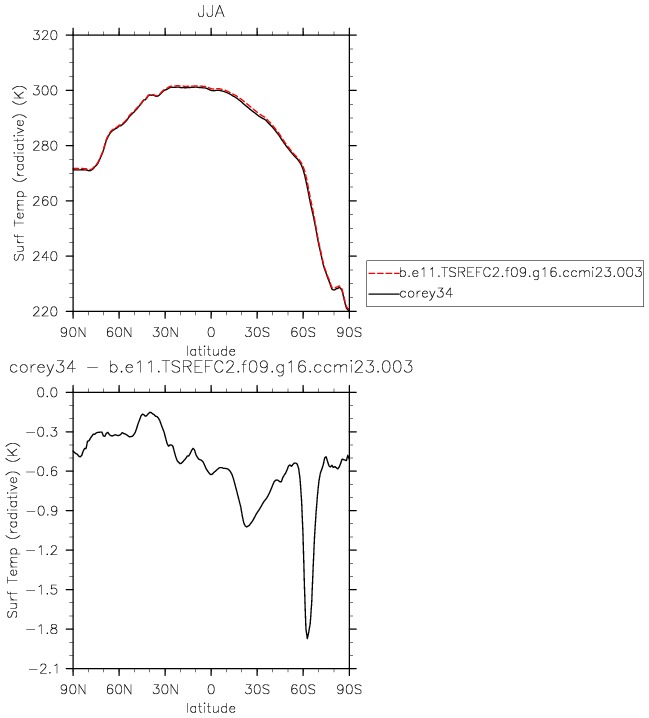 JJA
320
300
280
260
240
220
Surf Temp (radiative) (K)
90N 60N 30N 0 30S 60S 90S
latitude
b.e11.TSREFC2.f09.g16.ccmi23.003
corey34
corey34 − b.e11.TSREFC2.f09.g16.ccmi23.003
0.0
−0.3
−0.6
−0.9
−1.2
−1.5
−1.8
−2.1
Surf Temp (radiative) (K)
90N 60N 30N 0 30S 60S 90S
latitude